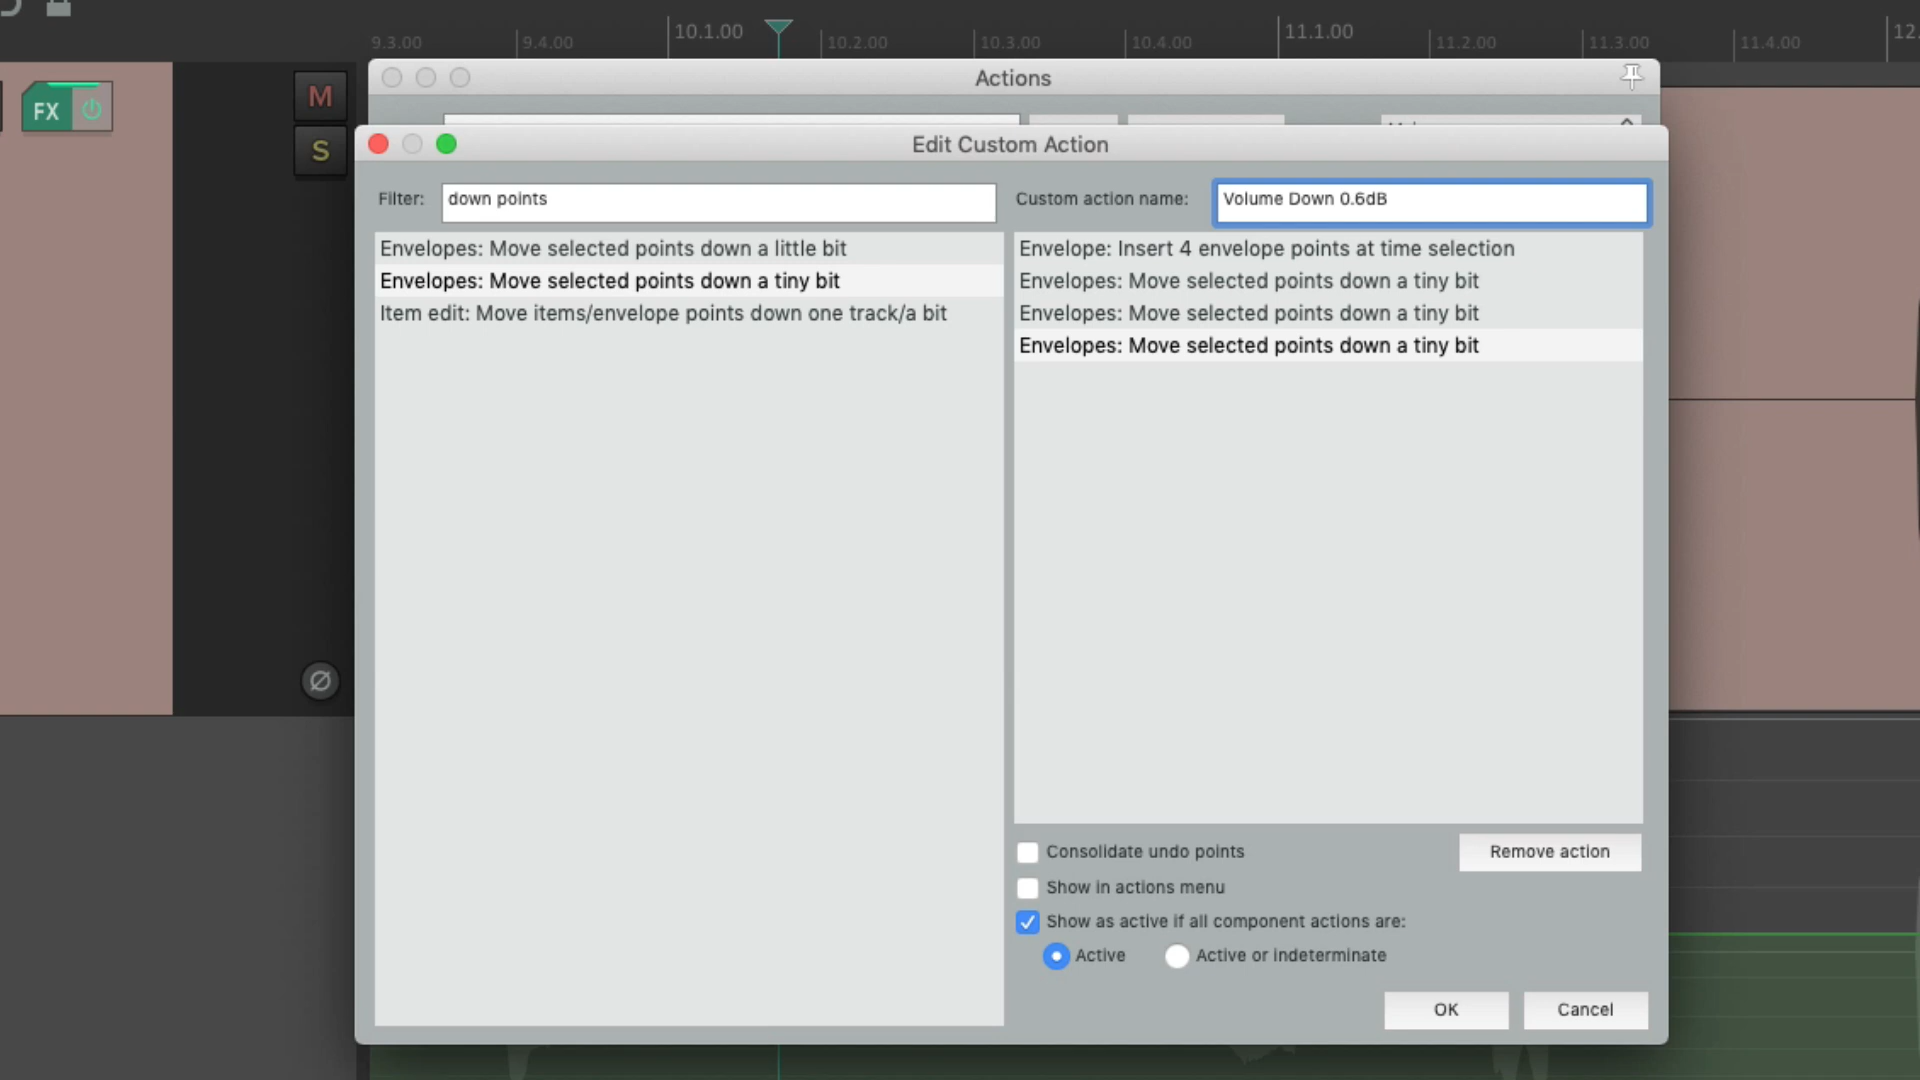 9.3.00 9.4.00 10.1.00 10.2.00 10.3.00 10.4.00 11.1.00 11.2.00 11.3.00 11.4.00 12.
Actions
FX
M
S
Edit Custom Action
Filter: down points
Custom action name: Volume Down 0.6dB
Envelopes: Move selected points down a little bit
Envelopes: Move selected points down a tiny bit
Item edit: Move items/envelope points down one track/a bit
Envelope: Insert 4 envelope points at time selection
Envelopes: Move selected points down a tiny bit
Envelopes: Move selected points down a tiny bit
Envelopes: Move selected points down a tiny bit
Consolidate undo points
Remove action
Show in actions menu
Show as active if all component actions are:
Active
Active or indeterminate
OK
Cancel